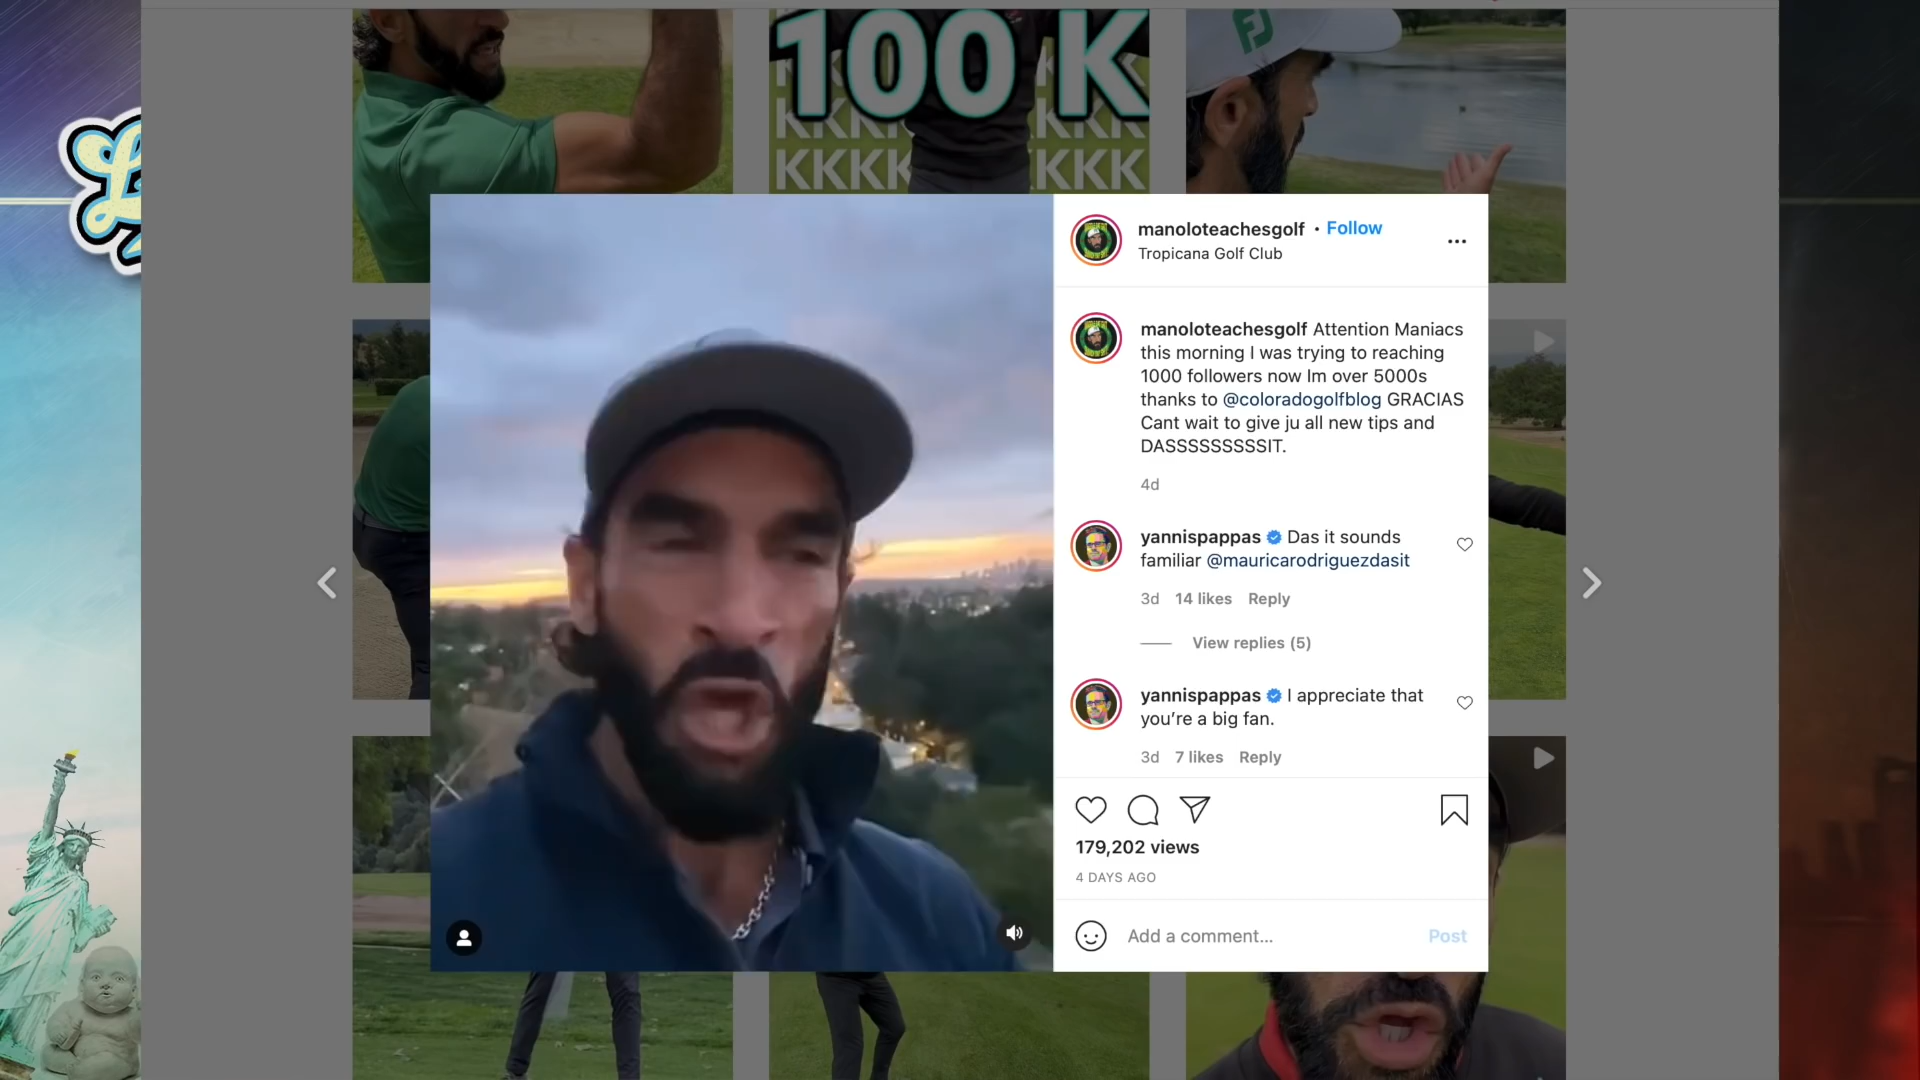 100 K
KKKK KKK
manoloteachesgolf • Follow
Tropicana Golf Club
manoloteachesgolf Attention Maniacs
this morning I was trying to reaching
1000 followers now Im over 5000s
thanks to @coloradogolfblog GRACIAS
Cant wait to give ju all new tips and
DASSSSSSSSSIT.
4d
yannispappas Das it sounds
familiar @mauricarodriguezdasit
3d 14 likes Reply
View replies (5)
yannispappas I appreciate that
you’re a big fan.
3d 7 likes Reply
179,202 views
4 DAYS AGO
Add a comment... Post